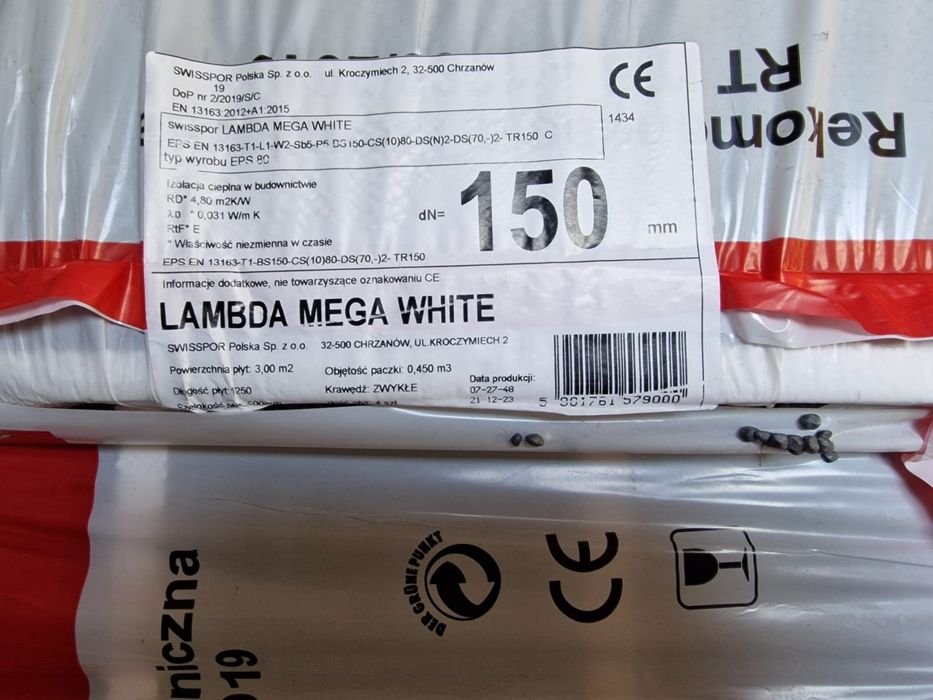 SWISSPOR Polska Sp. z o.o. ul. Kroczymiech 2, 32-500 Chrzanów
19
DoP nr 2/2019/S/C
EN 13163:2012+A1:2015
swisspor LAMBDA MEGA WHITE
EPS EN 13163-T1-L1-W2-Sb5-P5 BS150-CS(10)80-DS(N)2-DS(70,-)2- TR150 C
typ wyrobu EPS 80
CE
1434
Izolacja cieplna w budownictwie
RD* 4,80 m2K/W
λD * 0,031 W/m K
RtF* E
* Właściwość niezmienna w czasie
dN= 150 mm
EPS EN 13163-T1-BS150-CS(10)80-DS(70,-)2- TR150
Informacje dodatkowe, nie towarzyszące oznakowaniu CE
LAMBDA MEGA WHITE
SWISSPOR Polska Sp. z o.o. 32-500 CHRZANÓW, UL.KROCZYMIECH 2
Powierzchnia płyt: 3,00 m2 Objętość paczki: 0,450 m3
Długość płyt:1250 Krawędź: ZWYKŁE
Data produkcji:
07-27-48
21-12-23
5 901761 579000
Rekom
RT
DER GRÜNE PUNKT
CE
niczna
019